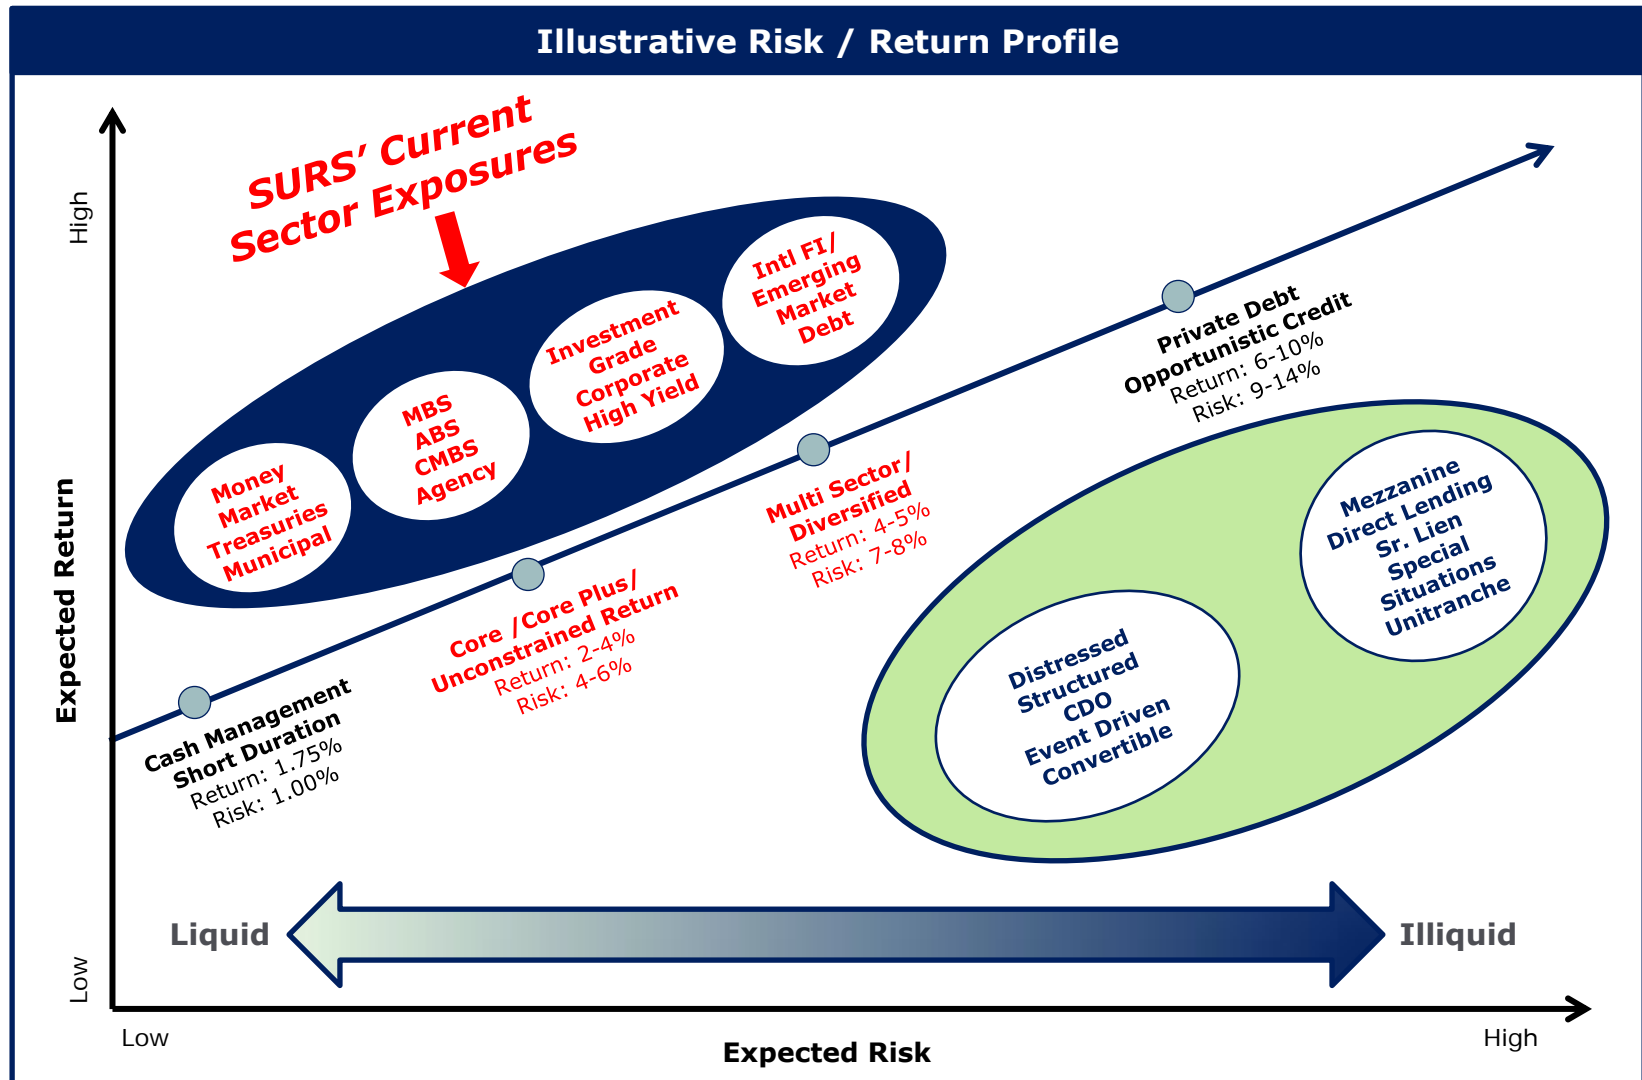 Illustrative Risk / Return Profile
SURS’ Current
Sector Exposures
High
Expected Return
Low
Intl FI/
Emerging
Market
Debt
Investment
Grade
Corporate
High Yield
MBS
ABS
CMBS
Agency
Money
Market
Treasuries
Municipal
Private Debt
Opportunistic Credit
Return: 6-10%
Risk: 9-14%
Multi Sector/
Diversified
Return: 4-5%
Risk: 7-8%
Core /Core Plus/
Unconstrained Return
Return: 2-4%
Risk: 4-6%
Cash Management
Short Duration
Return: 1.75%
Risk: 1.00%
Mezzanine
Direct Lending
Sr. Lien
Special
Situations
Unitranche
Distressed
Structured
CDO
Event Driven
Convertible
Liquid
Illiquid
Low
Expected Risk
High